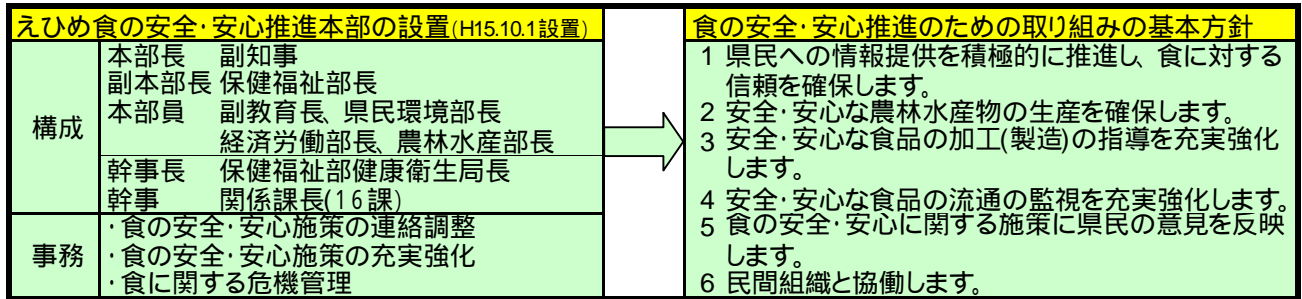 えひめ食の安全・安心推進本部の設置(H15.10.1設置)
構成
本部長 副知事
副本部長 保健福祉部長
本部員 副教育長、県民環境部長
経済労働部長、農林水産部長
幹事長 保健福祉部健康衛生局長
幹事 関係課長(16課)
事務
・食の安全・安心施策の連絡調整
・食の安全・安心施策の充実強化
・食に関する危機管理
食の安全・安心推進のための取り組みの基本方針
1 県民への情報提供を積極的に推進し、食に対する
信頼を確保します。
2 安全・安心な農林水産物の生産を確保します。
3 安全・安心な食品の加工(製造)の指導を充実強化
します。
4 安全・安心な食品の流通の監視を充実強化します。
5 食の安全・安心に関する施策に県民の意見を反映
します。
6 民間組織と協働します。